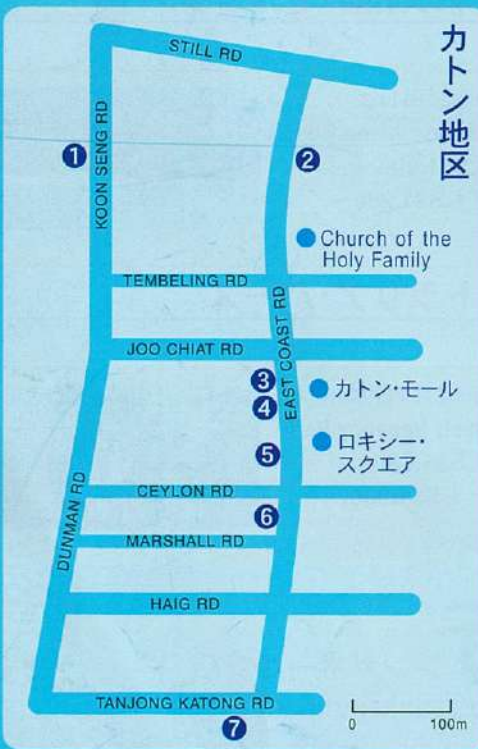 カトン地区
STILL RD
KOON SENG RD
1
2
Church of the
Holy Family
TEMBELING RD
EAST COAST RD
JOO CHIAT RD
3
カトン・モール
4
ロキシー・
スクエア
5
CEYLON RD
6
DUNMAN RD
MARSHALL RD
HAIG RD
TANJONG KATONG RD
7
0 100m